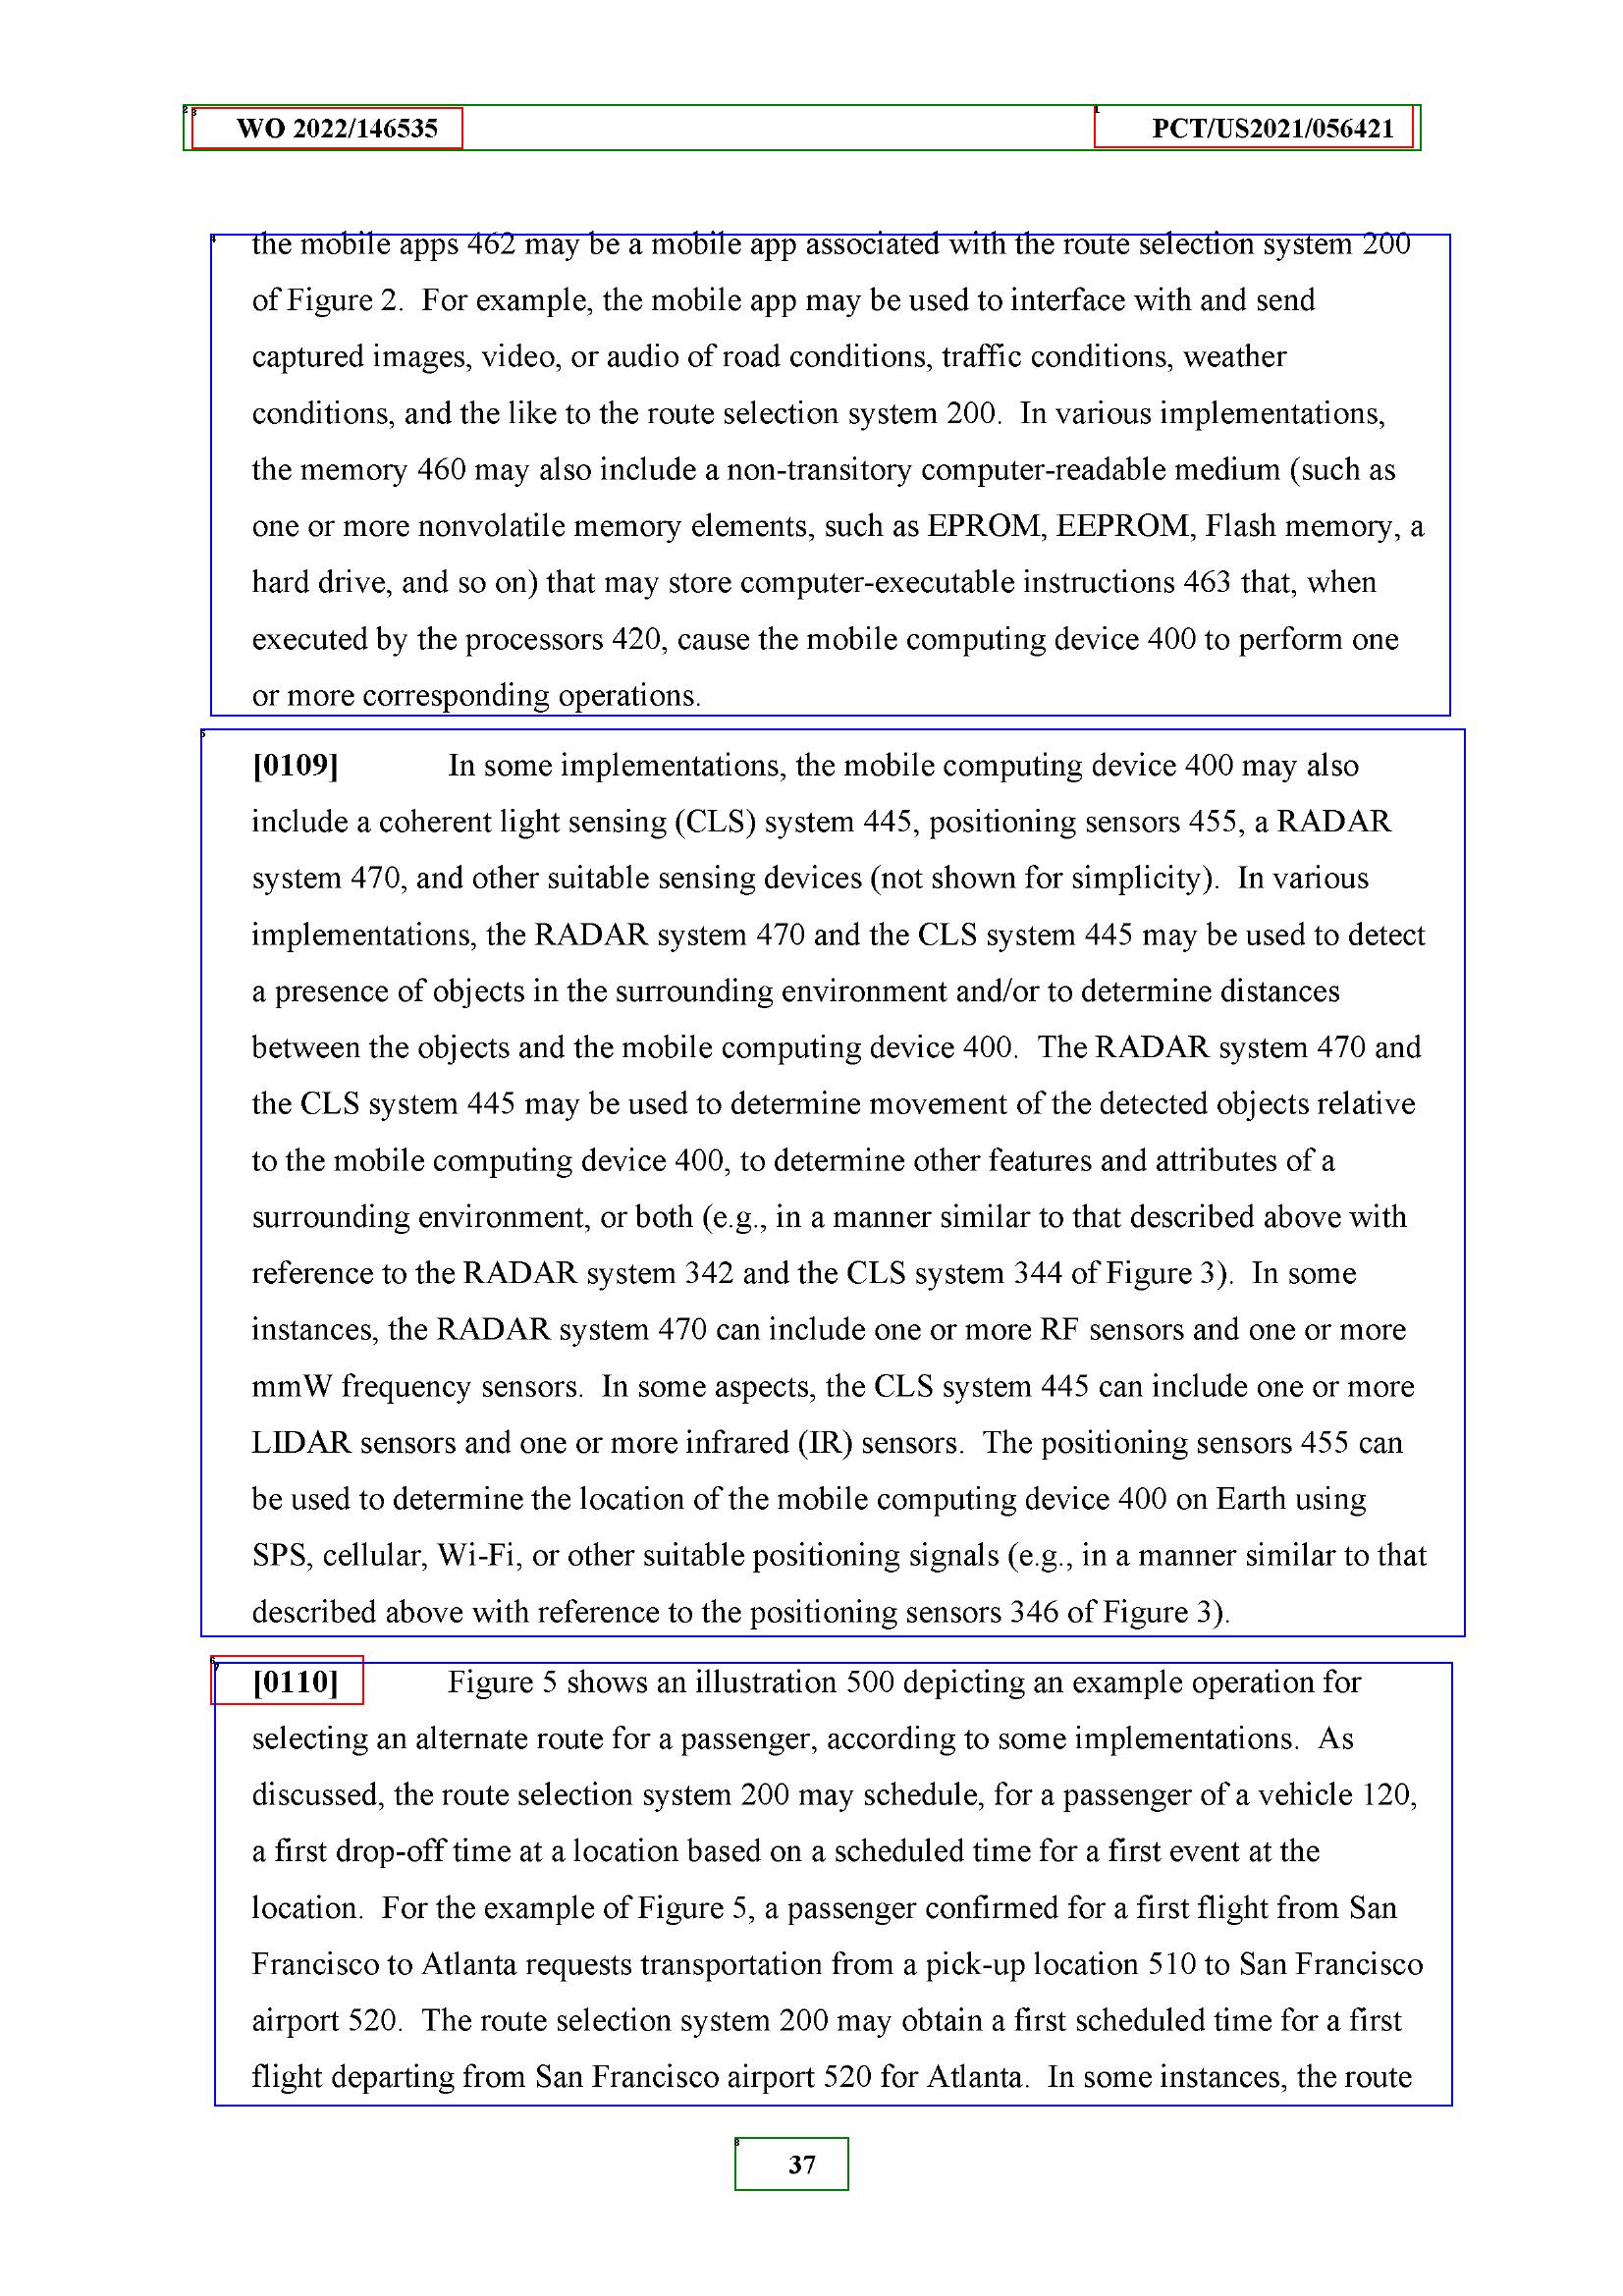 WO 2022/146535 PCT/US2021/056421
the mobile apps 462 may be a mobile app associated with the route selection system 200
of Figure 2.  For example, the mobile app may be used to interface with and send
captured images, video, or audio of road conditions, traffic conditions, weather
conditions, and the like to the route selection system 200.  In various implementations,
the memory 460 may also include a non-transitory computer-readable medium (such as
one or more nonvolatile memory elements, such as EPROM, EEPROM, Flash memory, a
hard drive, and so on) that may store computer-executable instructions 463 that, when
executed by the processors 420, cause the mobile computing device 400 to perform one
or more corresponding operations.
[0109] In some implementations, the mobile computing device 400 may also
include a coherent light sensing (CLS) system 445, positioning sensors 455, a RADAR
system 470, and other suitable sensing devices (not shown for simplicity).  In various
implementations, the RADAR system 470 and the CLS system 445 may be used to detect
a presence of objects in the surrounding environment and/or to determine distances
between the objects and the mobile computing device 400.  The RADAR system 470 and
the CLS system 445 may be used to determine movement of the detected objects relative
to the mobile computing device 400, to determine other features and attributes of a
surrounding environment, or both (e.g., in a manner similar to that described above with
reference to the RADAR system 342 and the CLS system 344 of Figure 3).  In some
instances, the RADAR system 470 can include one or more RF sensors and one or more
mmW frequency sensors.  In some aspects, the CLS system 445 can include one or more
LIDAR sensors and one or more infrared (IR) sensors.  The positioning sensors 455 can
be used to determine the location of the mobile computing device 400 on Earth using
SPS, cellular, Wi-Fi, or other suitable positioning signals (e.g., in a manner similar to that
described above with reference to the positioning sensors 346 of Figure 3).
[0110] Figure 5 shows an illustration 500 depicting an example operation for
selecting an alternate route for a passenger, according to some implementations.  As
discussed, the route selection system 200 may schedule, for a passenger of a vehicle 120,
a first drop-off time at a location based on a scheduled time for a first event at the
location.  For the example of Figure 5, a passenger confirmed for a first flight from San
Francisco to Atlanta requests transportation from a pick-up location 510 to San Francisco
airport 520.  The route selection system 200 may obtain a first scheduled time for a first
flight departing from San Francisco airport 520 for Atlanta.  In some instances, the route
37